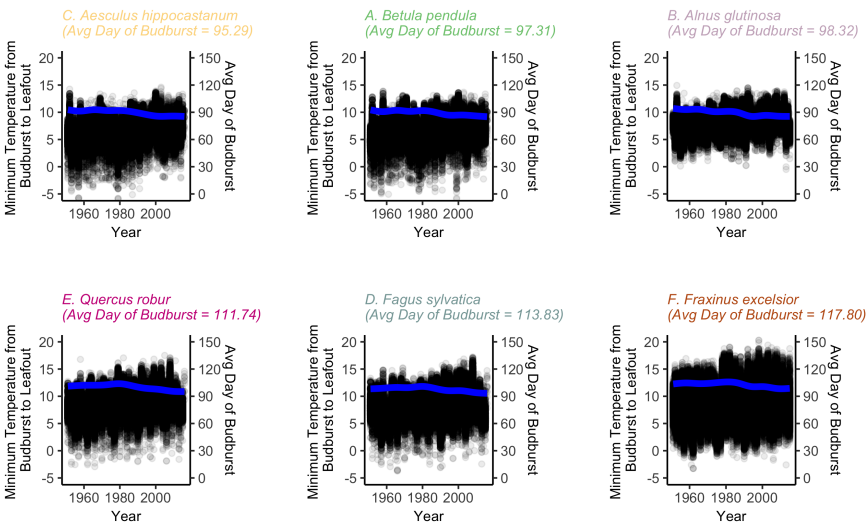 C. Aesculus hippocastanum
(Avg Day of Budburst = 95.29)
Minimum Temperature from
Budburst to Leafout
20
15
10
5
0
-5
150
120
90
60
30
0
Avg Day of Budburst
1960 1980 2000
Year
A. Betula pendula
(Avg Day of Budburst = 97.31)
Minimum Temperature from
Budburst to Leafout
20
15
10
5
0
-5
150
120
90
60
30
0
Avg Day of Budburst
1960 1980 2000
Year
B. Alnus glutinosa
(Avg Day of Budburst = 98.32)
Minimum Temperature from
Budburst to Leafout
20
15
10
5
0
-5
150
120
90
60
30
0
Avg Day of Budburst
1960 1980 2000
Year
E. Quercus robur
(Avg Day of Budburst = 111.74)
Minimum Temperature from
Budburst to Leafout
20
15
10
5
0
-5
150
120
90
60
30
0
Avg Day of Budburst
1960 1980 2000
Year
D. Fagus sylvatica
(Avg Day of Budburst = 113.83)
Minimum Temperature from
Budburst to Leafout
20
15
10
5
0
-5
150
120
90
60
30
0
Avg Day of Budburst
1960 1980 2000
Year
F. Fraxinus excelsior
(Avg Day of Budburst = 117.80)
Minimum Temperature from
Budburst to Leafout
20
15
10
5
0
-5
150
120
90
60
30
0
Avg Day of Budburst
1960 1980 2000
Year